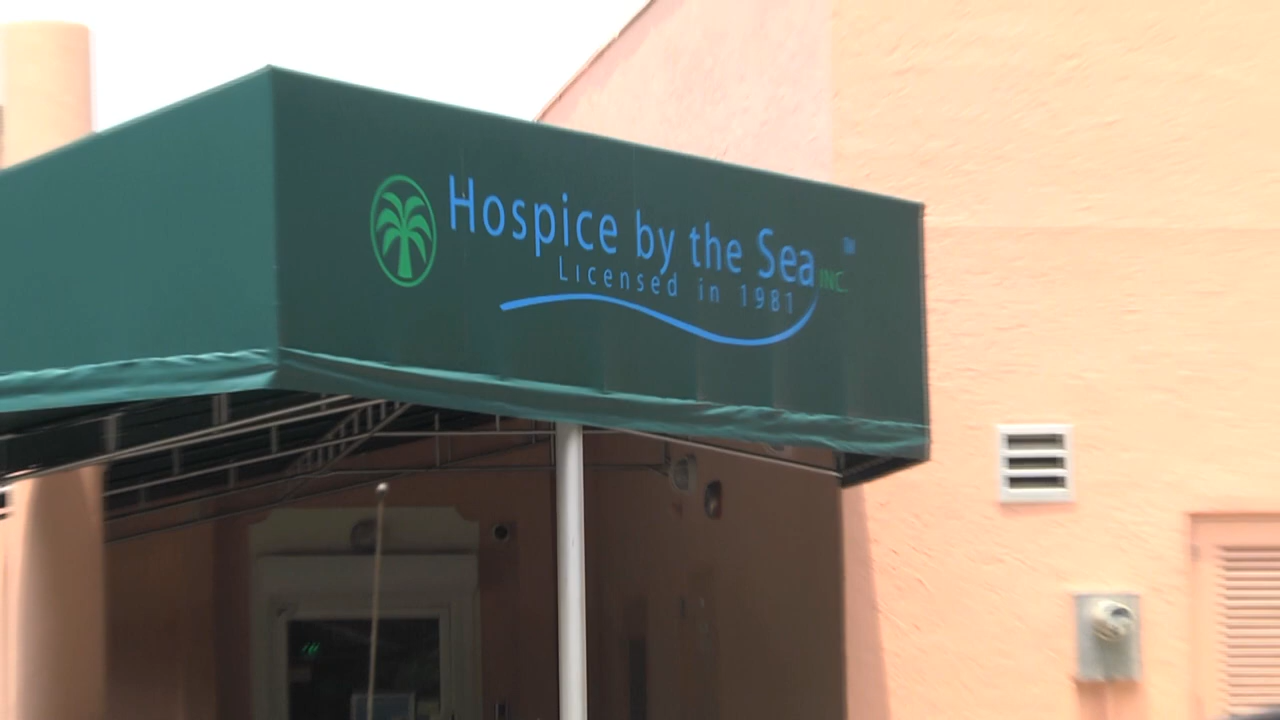 Hospice by the Sea INC. ™
Licensed in 1981